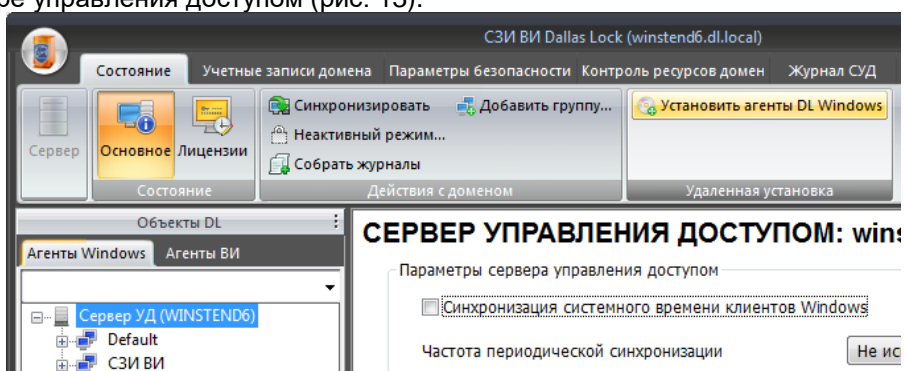 ре управления доступом (рис. 13).
СЗИ ВИ Dallas Lock (winstend6.dl.local)
Состояние Учетные записи домена Параметры безопасности Контроль ресурсов домен Журнал СУД
Синхронизировать Добавить группу... Установить агенты DL Windows
Неактивный режим...
Сервер Основное Лицензии
Собрать журналы
Состояние Действия с доменом Удаленная установка
Объекты DL
СЕРВЕР УПРАВЛЕНИЯ ДОСТУПОМ: wins
Агенты Windows Агенты ВИ
Параметры сервера управления доступом
Синхронизация системного времени клиентов Windows
Сервер УД (WINSTEND6)
Default
Частота периодической синхронизации Не ис
СЗИ ВИ